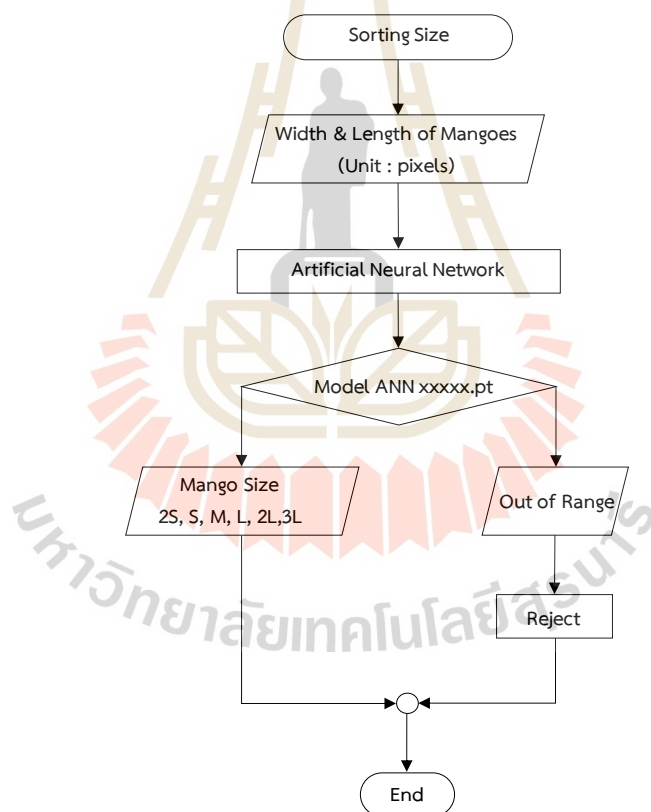 Sorting Size
Width & Length of Mangoes
(Unit : pixels)
Artificial Neural Network
Model ANN xxxxx.pt
Mango Size
2S, S, M, L, 2L,3L
Out of Range
Reject
End
มหาวิทยาลัยเทคโนโลยีสุรนารี